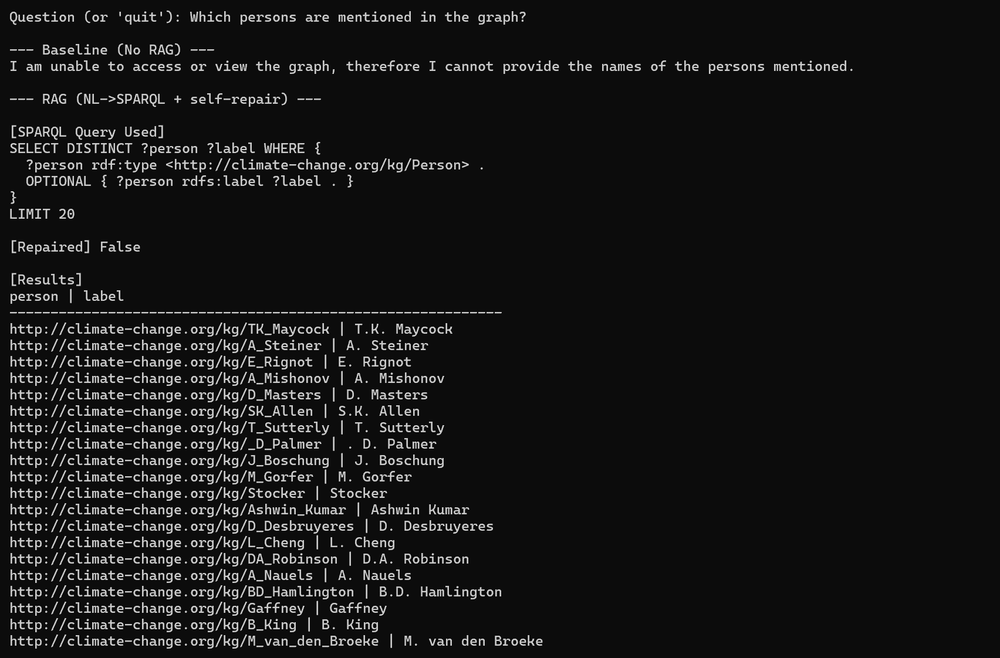 Question (or 'quit'): Which persons are mentioned in the graph?
--- Baseline (No RAG) ---
I am unable to access or view the graph, therefore I cannot provide the names of the persons mentioned.
--- RAG (NL->SPARQL + self-repair) ---
[SPARQL Query Used]
SELECT DISTINCT ?person ?label WHERE {
  ?person rdf:type <http://climate-change.org/kg/Person> .
  OPTIONAL { ?person rdfs:label ?label . }
}
LIMIT 20
[Repaired] False
[Results]
person | label
------------------------------------------------------------
http://climate-change.org/kg/TK_Maycock | T.K. Maycock
http://climate-change.org/kg/A_Steiner | A. Steiner
http://climate-change.org/kg/E_Rignot | E. Rignot
http://climate-change.org/kg/A_Mishonov | A. Mishonov
http://climate-change.org/kg/D_Masters | D. Masters
http://climate-change.org/kg/SK_Allen | S.K. Allen
http://climate-change.org/kg/T_Sutterly | T. Sutterly
http://climate-change.org/kg/_D_Palmer | . D. Palmer
http://climate-change.org/kg/J_Boschung | J. Boschung
http://climate-change.org/kg/M_Gorfer | M. Gorfer
http://climate-change.org/kg/Stocker | Stocker
http://climate-change.org/kg/Ashwin_Kumar | Ashwin Kumar
http://climate-change.org/kg/D_Desbruyeres | D. Desbruyeres
http://climate-change.org/kg/L_Cheng | L. Cheng
http://climate-change.org/kg/DA_Robinson | D.A. Robinson
http://climate-change.org/kg/A_Nauels | A. Nauels
http://climate-change.org/kg/BD_Hamlington | B.D. Hamlington
http://climate-change.org/kg/Gaffney | Gaffney
http://climate-change.org/kg/B_King | B. King
http://climate-change.org/kg/M_van_den_Broeke | M. van den Broeke